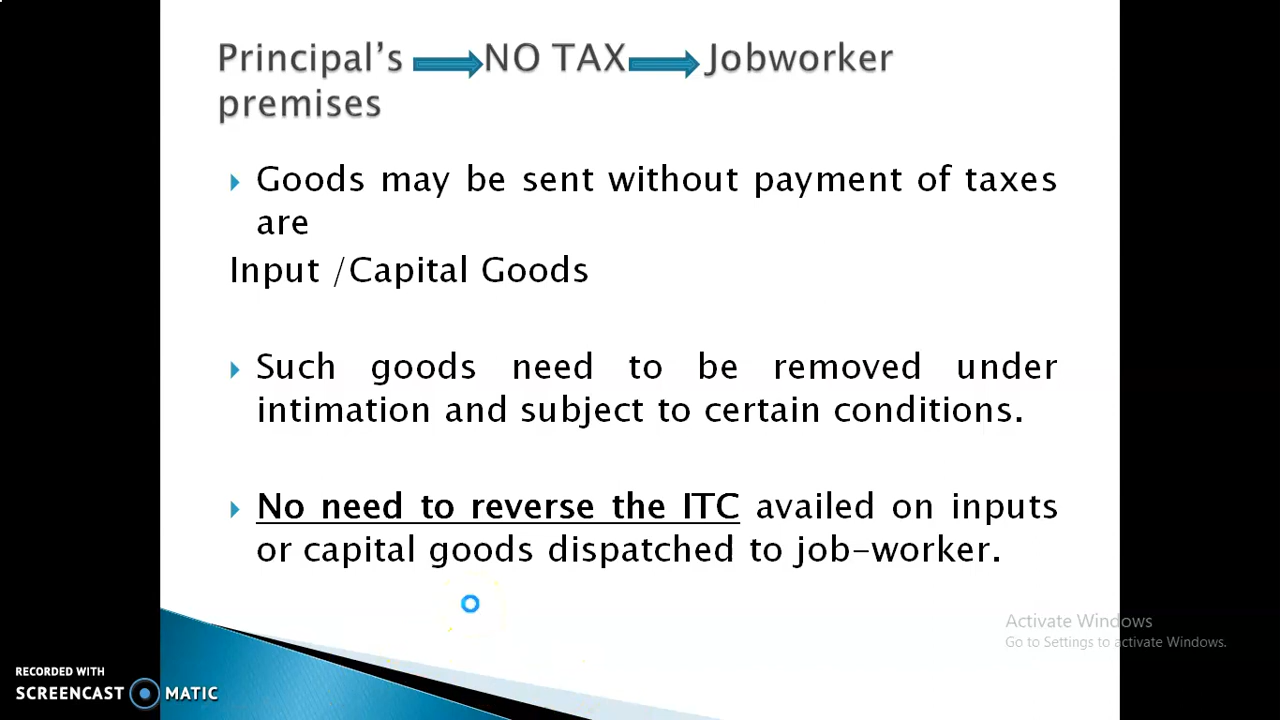 Principal's NO TAX Jobworker
premises
Goods may be sent without payment of taxes
are
Input /Capital Goods
Such goods need to be removed under
intimation and subject to certain conditions.
No need to reverse the ITC availed on inputs
or capital goods dispatched to job-worker.
Activate Windows
Go to Settings to activate Windows.
RECORDED WITH
SCREENCAST MATIC